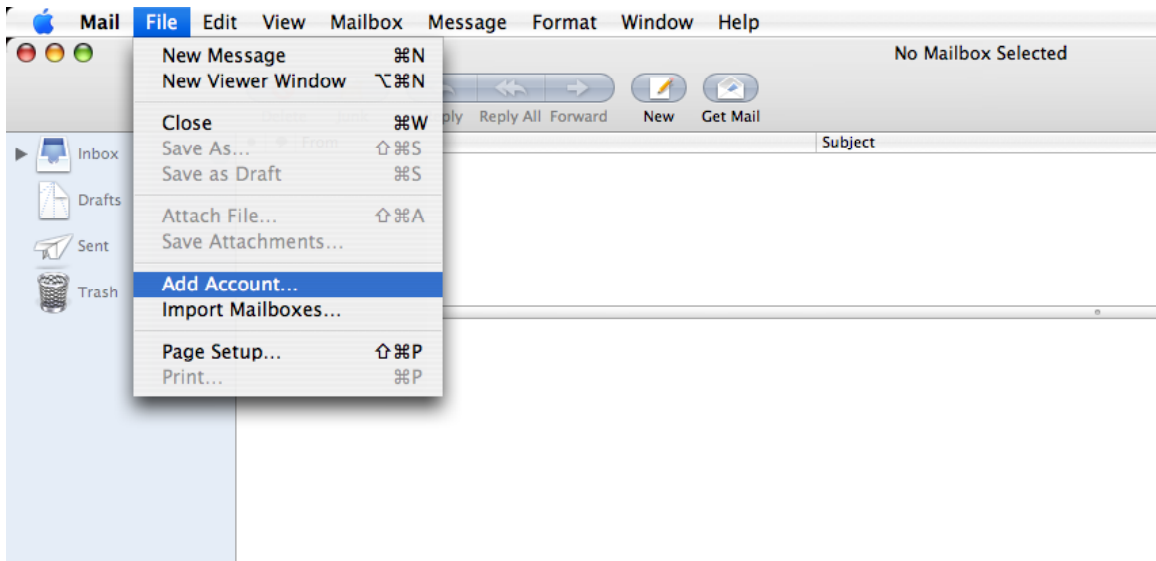 Mail File Edit View Mailbox Message Format Window Help
No Mailbox Selected
New Message ⌘N
New Viewer Window ⌥⌘N
Close ⌘W
Save As... ⇧⌘S
Save as Draft ⌘S
Attach File... ⇧⌘A
Save Attachments...
Add Account...
Import Mailboxes...
Page Setup... ⇧⌘P
Print... ⌘P
ply Reply All Forward New Get Mail
From Subject
Inbox
Drafts
Sent
Trash